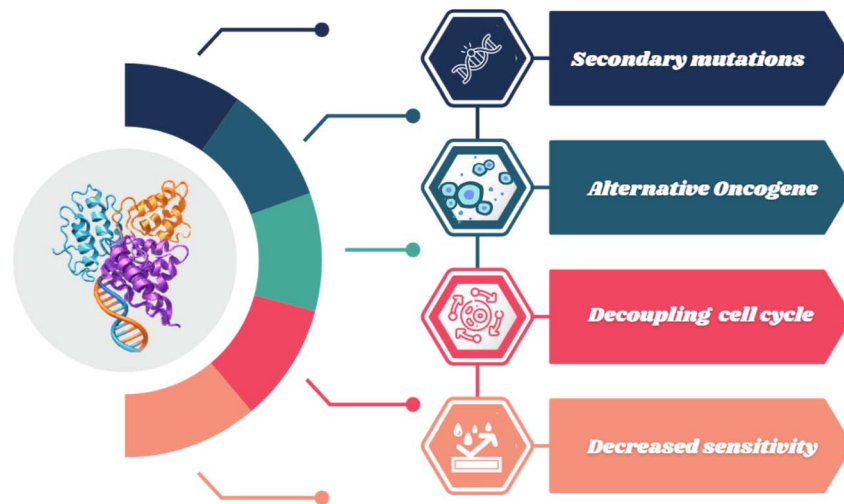 Secondary mutations
Alternative Oncogene
Decoupling cell cycle
Decreased sensitivity